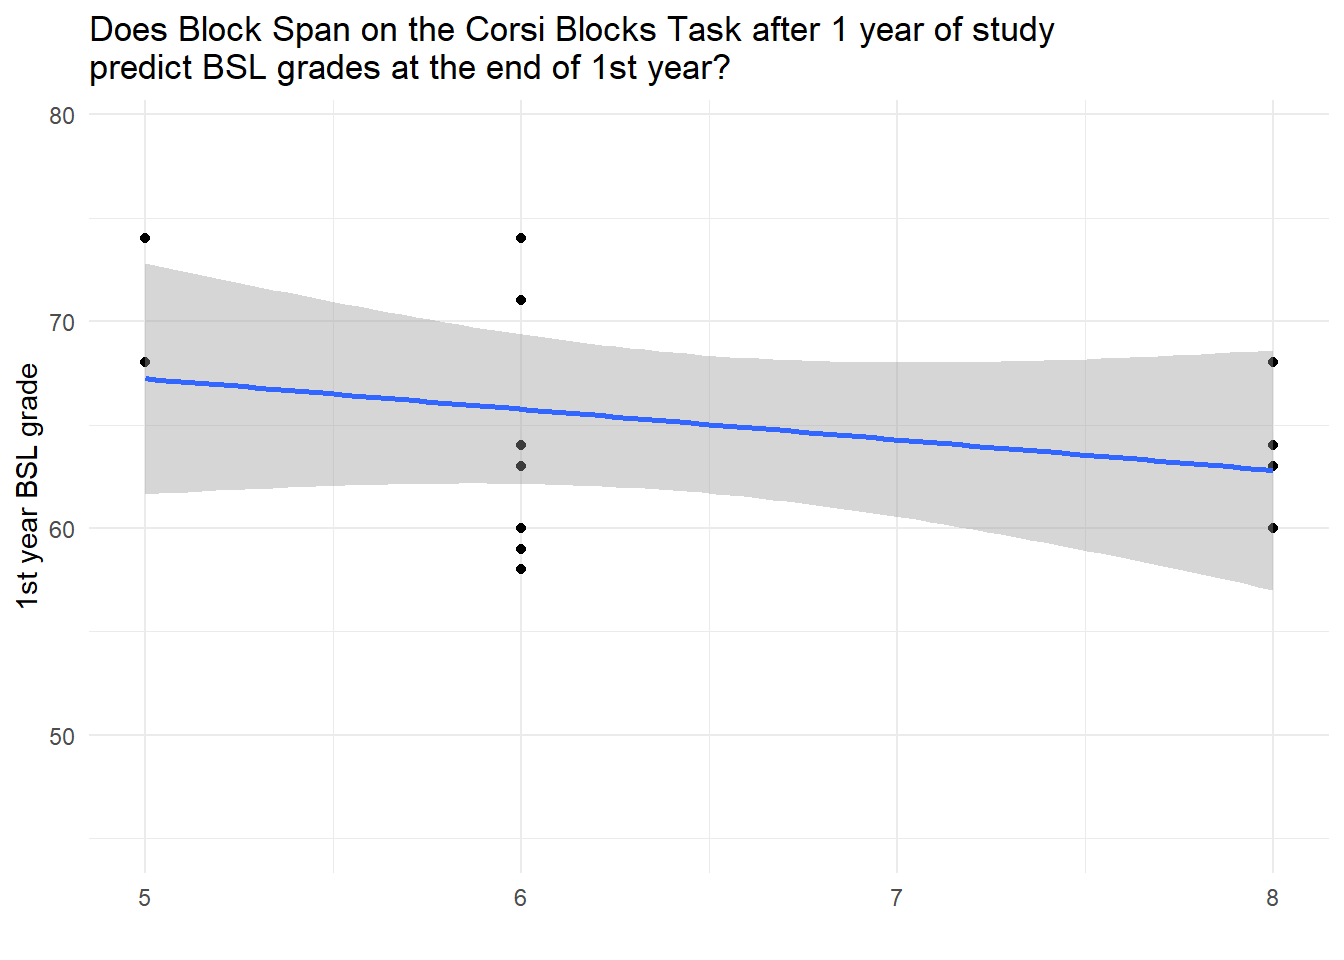 Does Block Span on the Corsi Blocks Task after 1 year of study
predict BSL grades at the end of 1st year?
80
70
60
50
1st year BSL grade
5
6
7
8